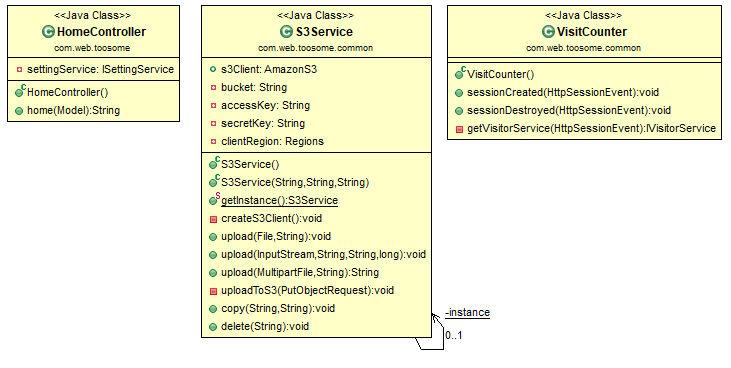 <<Java Class>>
HomeController
com.web.toosome
settingService: ISettingService
HomeController()
home(Model):String
<<Java Class>>
S3Service
com.web.toosome.common
s3Client: AmazonS3
bucket: String
accessKey: String
secretKey: String
clientRegion: Regions
S3Service()
S3Service(String,String,String)
getInstance():S3Service
createS3Client():void
upload(File,String):void
upload(InputStream,String,String,long):void
upload(MultipartFile,String):String
uploadToS3(PutObjectRequest):void
copy(String,String):void
delete(String):void
-instance
0..1
<<Java Class>>
VisitCounter
com.web.toosome.common
VisitCounter()
sessionCreated(HttpSessionEvent):void
sessionDestroyed(HttpSessionEvent):void
getVisitorService(HttpSessionEvent):IVisitorService